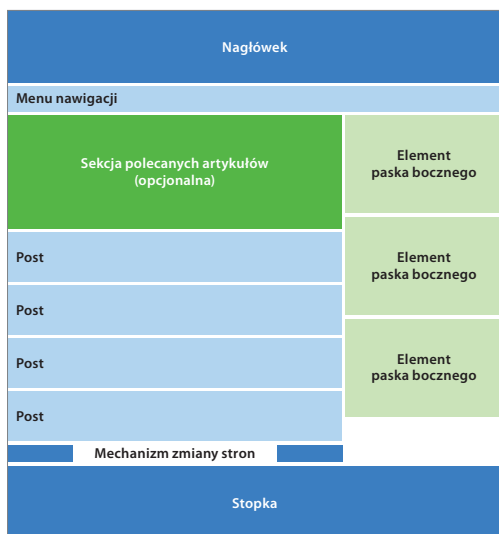 Nagłówek
Menu nawigacji
Sekcja polecanych artykułów
(opcjonalna)
Post
Post
Post
Post
Mechanizm zmiany stron
Element
paska bocznego
Element
paska bocznego
Element
paska bocznego
Stopka